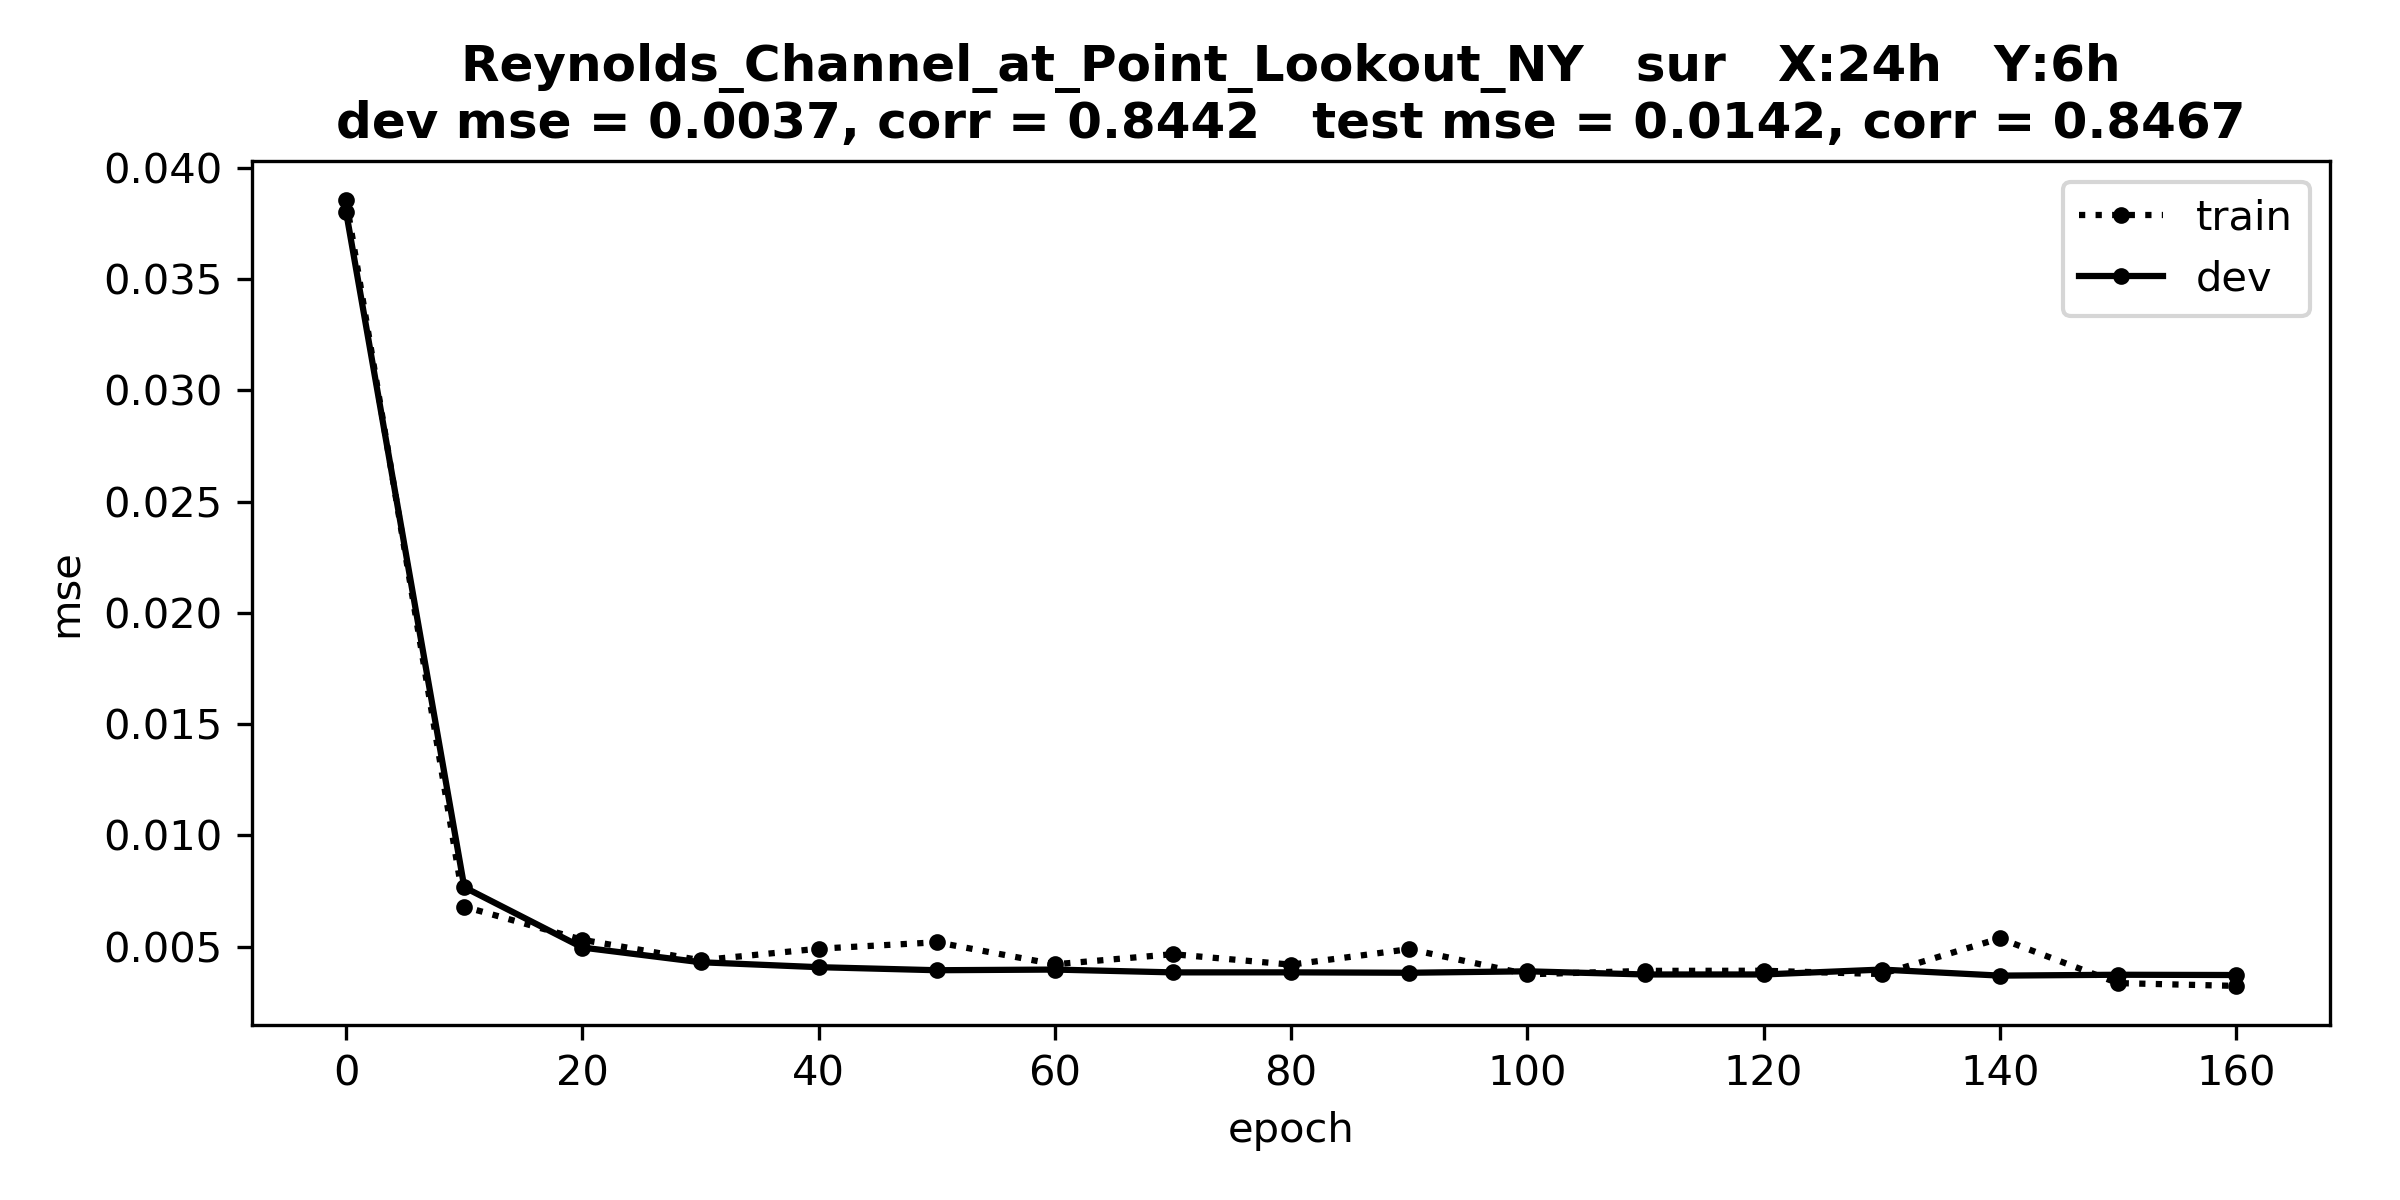 Reynolds_Channel_at_Point_Lookout_NY   sur   X:24h   Y:6h
dev mse = 0.0037, corr = 0.8442   test mse = 0.0142, corr = 0.8467
0.040
0.035
0.030
0.025
0.020
0.015
0.010
0.005
mse
train
dev
0 20 40 60 80 100 120 140 160
epoch